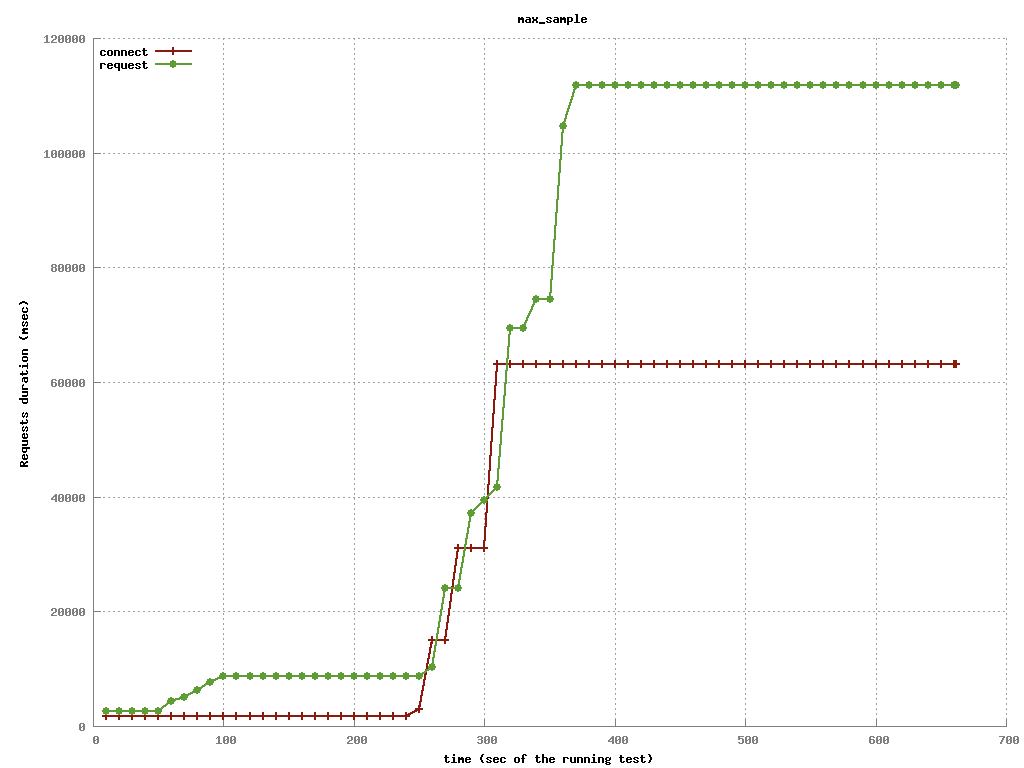 max_sample
120000
connect
request
100000
80000
60000
40000
20000
0
0 100 200 300 400 500 600 700
Requests duration (msec)
time (sec of the running test)